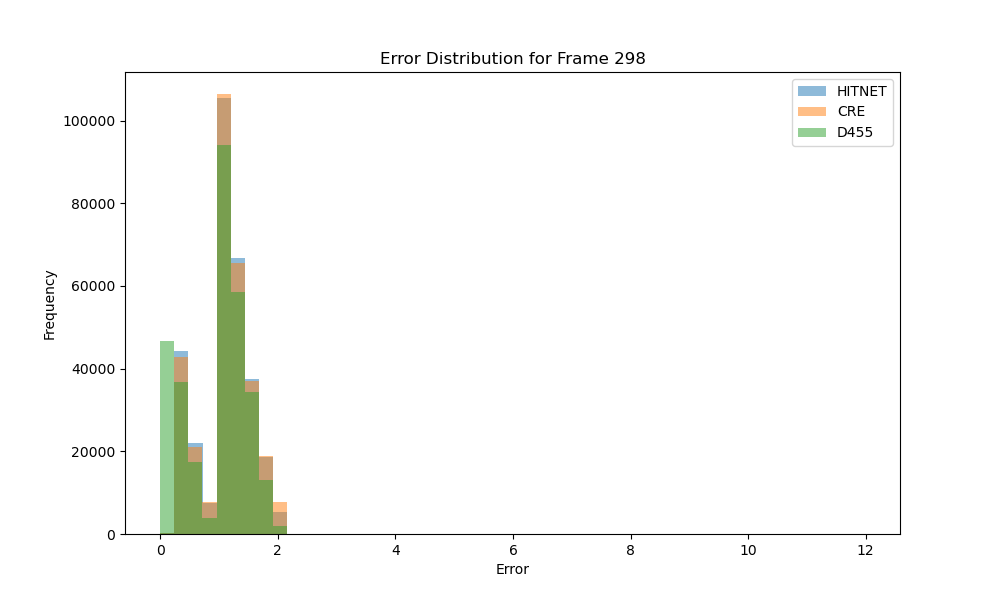 Error Distribution for Frame 298
HITNET
CRE
D455
100000
80000
60000
40000
20000
0
Frequency
0 2 4 6 8 10 12
Error